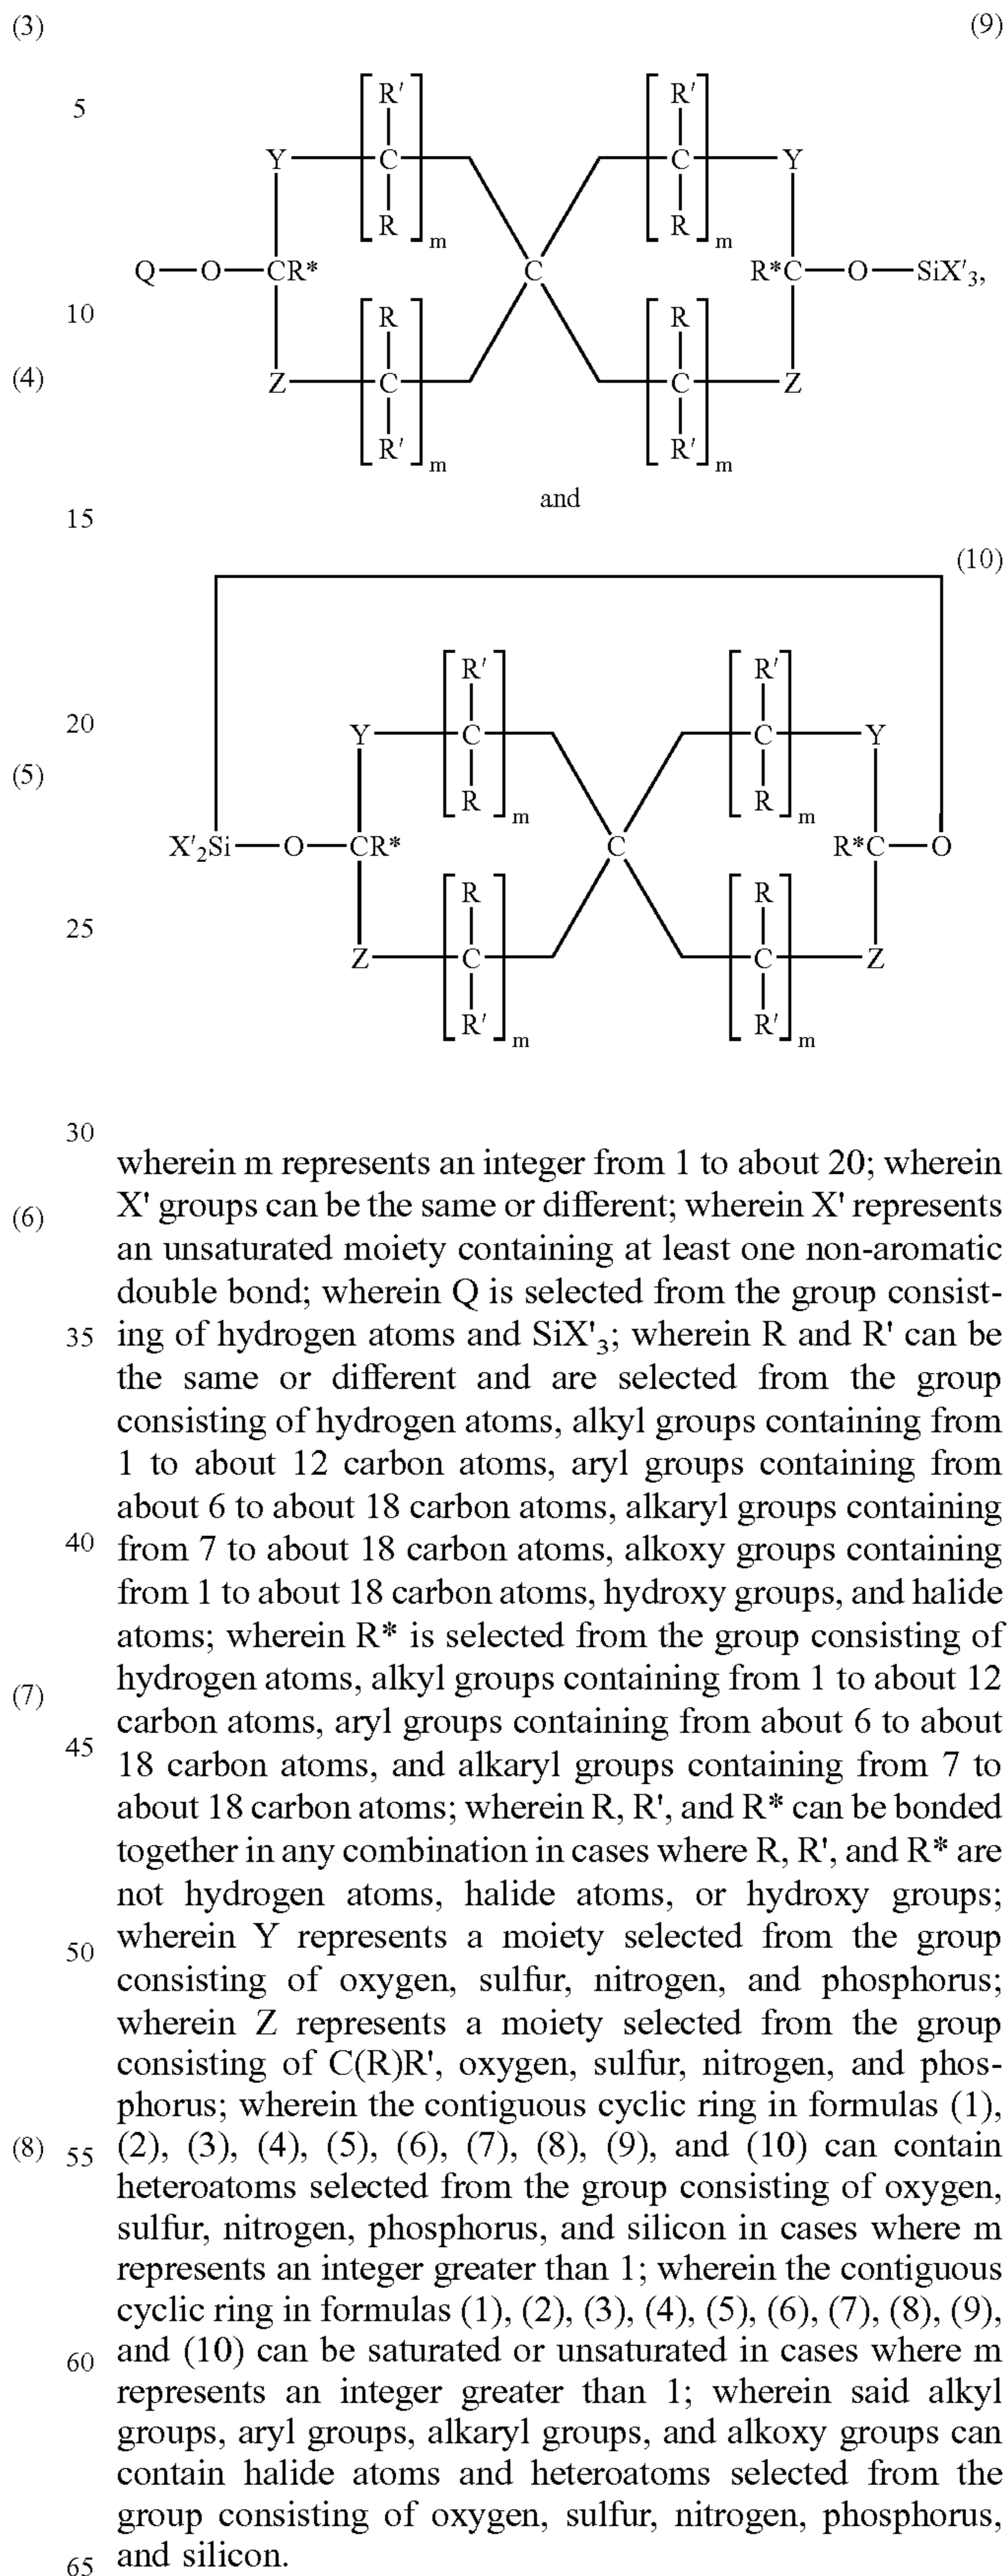 (3) (9)
R' R'
5
Y C C Y
R R
m m
Q—O—CR* C R*C—O—SiX'3,
10
R R
(4) Z C C Z
R' R'
m m
and
15
(10)
R' R'
20
Y C C Y
(5)
R R
m m
X'2Si—O—CR* C R*C—O
R R
25
Z C C Z
R' R'
m m
30
wherein m represents an integer from 1 to about 20; wherein
(6) X' groups can be the same or different; wherein X' represents
an unsaturated moiety containing at least one non-aromatic
double bond; wherein Q is selected from the group consist-
35 ing of hydrogen atoms and SiX'3; wherein R and R' can be
the same or different and are selected from the group
consisting of hydrogen atoms, alkyl groups containing from
1 to about 12 carbon atoms, aryl groups containing from
about 6 to about 18 carbon atoms, alkaryl groups containing
40 from 7 to about 18 carbon atoms, alkoxy groups containing
from 1 to about 18 carbon atoms, hydroxy groups, and halide
atoms; wherein R* is selected from the group consisting of
(7) hydrogen atoms, alkyl groups containing from 1 to about 12
carbon atoms, aryl groups containing from about 6 to about
45 18 carbon atoms, and alkaryl groups containing from 7 to
about 18 carbon atoms; wherein R, R', and R* can be bonded
together in any combination in cases where R, R', and R* are
not hydrogen atoms, halide atoms, or hydroxy groups;
50 wherein Y represents a moiety selected from the group
consisting of oxygen, sulfur, nitrogen, and phosphorus;
wherein Z represents a moiety selected from the group
consisting of C(R)R', oxygen, sulfur, nitrogen, and phos-
phorus; wherein the contiguous cyclic ring in formulas (1),
(8) 55 (2), (3), (4), (5), (6), (7), (8), (9), and (10) can contain
heteroatoms selected from the group consisting of oxygen,
sulfur, nitrogen, phosphorus, and silicon in cases where m
represents an integer greater than 1; wherein the contiguous
cyclic ring in formulas (1), (2), (3), (4), (5), (6), (7), (8), (9),
60 and (10) can be saturated or unsaturated in cases where m
represents an integer greater than 1; wherein said alkyl
groups, aryl groups, alkaryl groups, and alkoxy groups can
contain halide atoms and heteroatoms selected from the
group consisting of oxygen, sulfur, nitrogen, phosphorus,
65 and silicon.